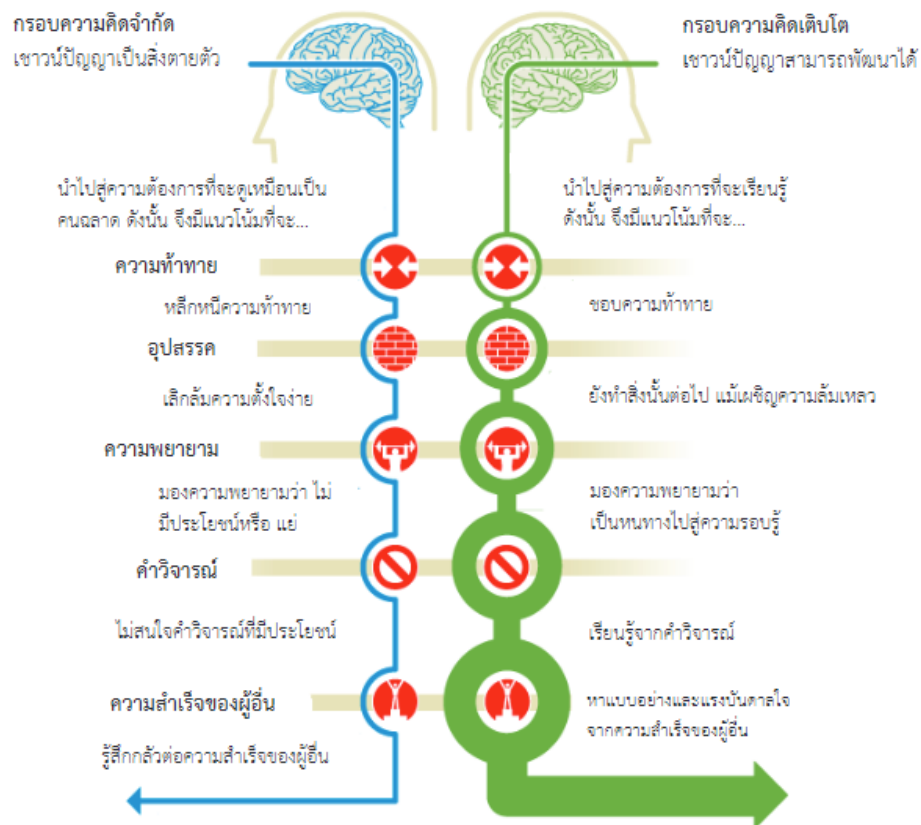 กรอบความคิดจำกัด
เชาวน์ปัญญาเป็นสิ่งตายตัว
กรอบความคิดเติบโต
เชาวน์ปัญญาสามารถพัฒนาได้
นำไปสู่ความต้องการที่จะดูเหมือนเป็น
คนฉลาด ดังนั้น จึงมีแนวโน้มที่จะ...
นำไปสู่ความต้องการที่จะเรียนรู้
ดังนั้น จึงมีแนวโน้มที่จะ...
ความท้าทาย
หลีกหนีความท้าทาย
ชอบความท้าทาย
อุปสรรค
เลิกล้มความตั้งใจง่าย
ยังทำสิ่งนั้นต่อไป แม้เผชิญความล้มเหลว
ความพยายาม
มองความพยายามว่า ไม่
มีประโยชน์หรือ แย่
มองความพยายามว่า
เป็นหนทางไปสู่ความรอบรู้
คำวิจารณ์
ไม่สนใจคำวิจารณ์ที่มีประโยชน์
เรียนรู้จากคำวิจารณ์
ความสำเร็จของผู้อื่น
รู้สึกกลัวต่อความสำเร็จของผู้อื่น
หาแบบอย่างและแรงบันดาลใจ
จากความสำเร็จของผู้อื่น